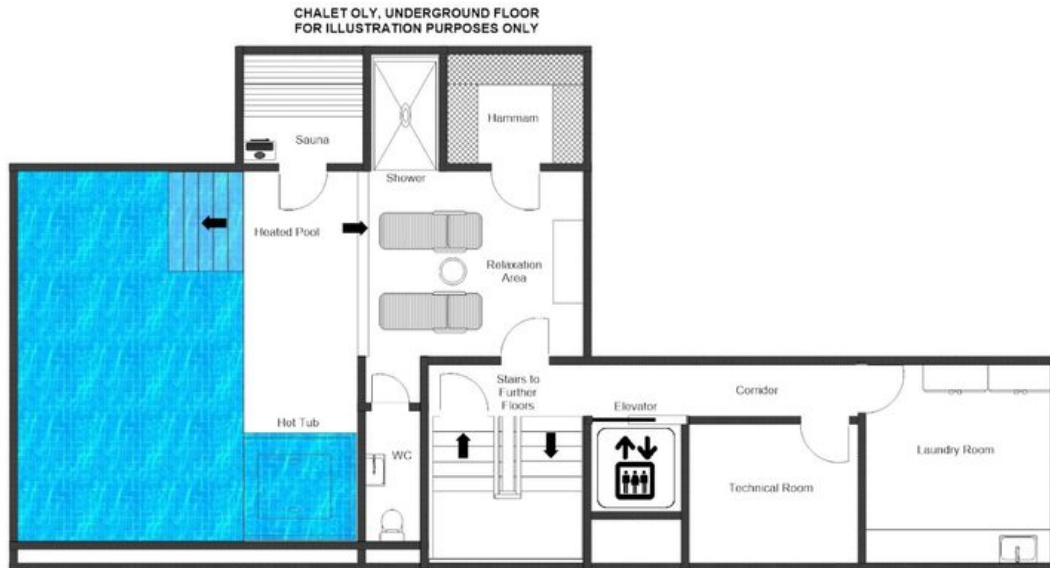 CHALET OLY, UNDERGROUND FLOOR
FOR ILLUSTRATION PURPOSES ONLY
Sauna
Hammam
Shower
Heated Pool
Relaxation
Area
Stairs to
Further
Floors
Corridor
Elevator
Hot Tub
WC
Laundry Room
Technical Room